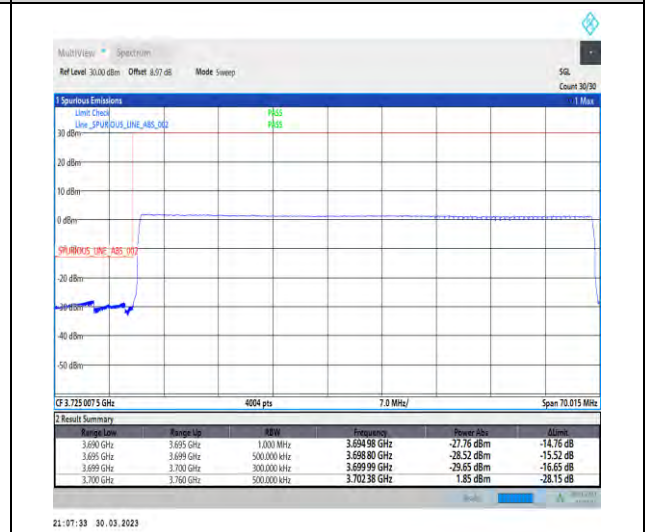 MultiView Spectrum
Ref Level 30.00 dBm Offset 8.97 dB Mode Sweep SGL
Count 30/30
1 Spurious Emissions 1 Max
Limit Check PASS
Line _SPURIOUS_LINE_ABS_002 PASS
30 dBm
20 dBm
10 dBm
0 dBm
SPURIOUS_LINE_ABS_002
-20 dBm
-30 dBm
-40 dBm
-50 dBm
CF 3.725 007 5 GHz 4004 pts 7.0 MHz/ Span 70.015 MHz
2 Result Summary
Range Low Range Up RBW Frequency Power Abs ΔLimit
3.690 GHz 3.695 GHz 1.000 MHz 3.694 98 GHz -27.76 dBm -14.76 dB
3.695 GHz 3.699 GHz 500.000 kHz 3.698 80 GHz -28.52 dBm -15.52 dB
3.699 GHz 3.700 GHz 300.000 kHz 3.699 99 GHz -29.65 dBm -16.65 dB
3.700 GHz 3.760 GHz 500.000 kHz 3.702 38 GHz 1.85 dBm -28.15 dB
21:07:33 30.03.2023